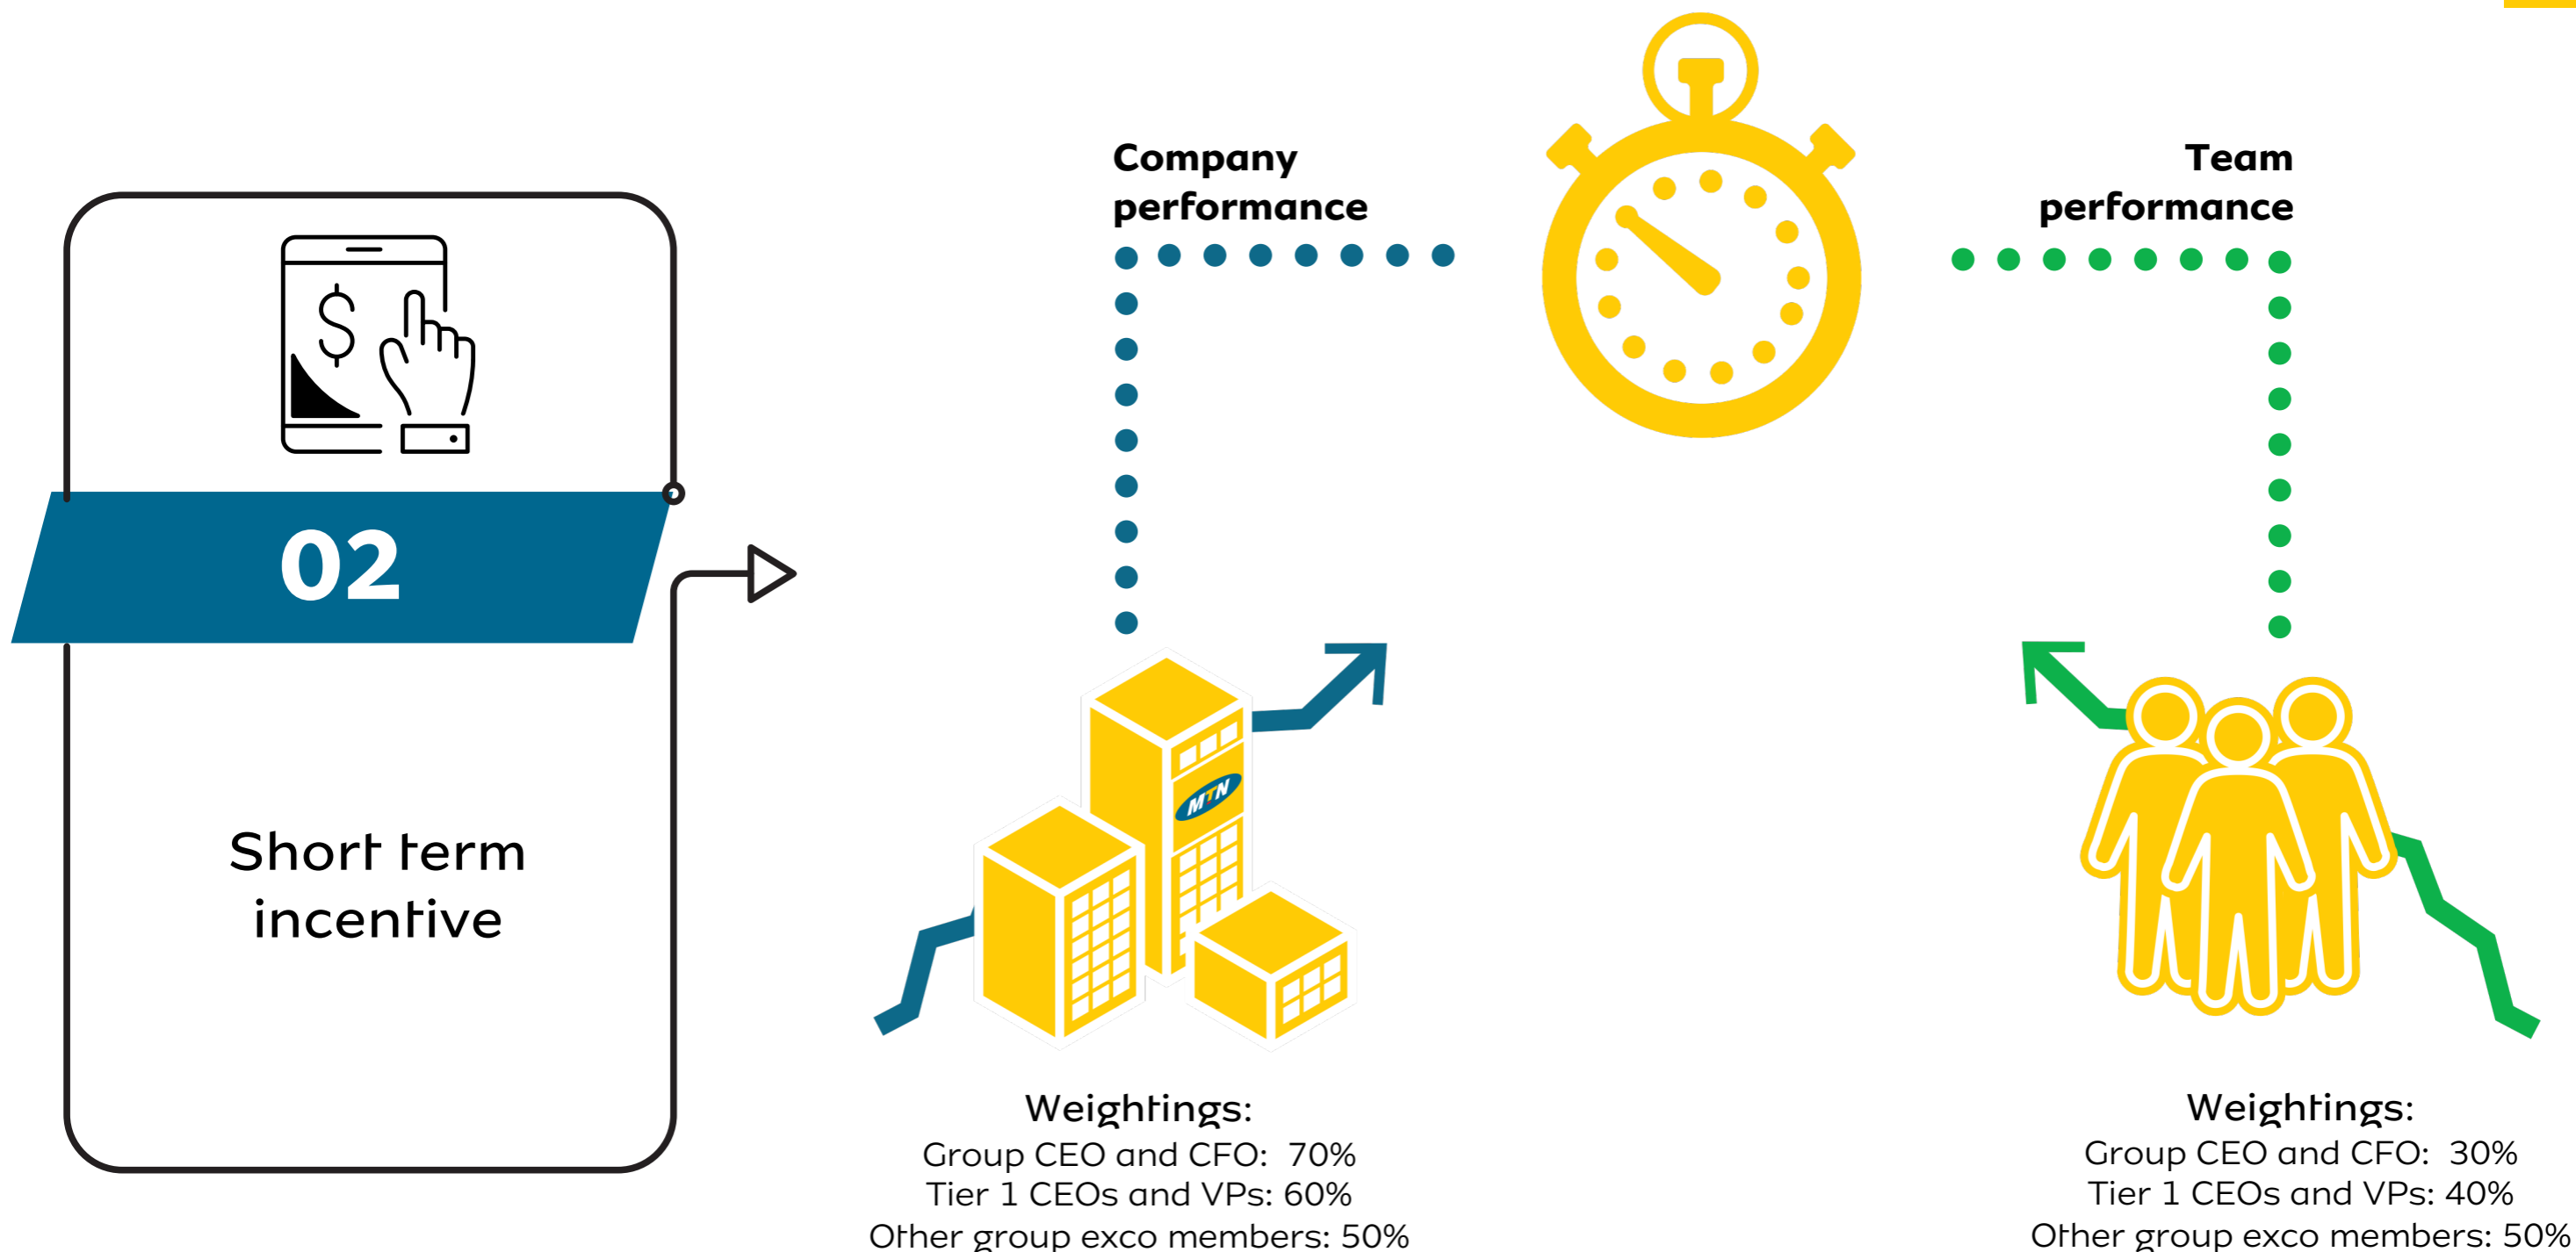 Company
performance
Team
performance
$
02
Short term
incentive
MTN
Weightings:
Group CEO and CFO: 70%
Tier 1 CEOs and VPs: 60%
Other group exco members: 50%
Weightings:
Group CEO and CFO: 30%
Tier 1 CEOs and VPs: 40%
Other group exco members: 50%